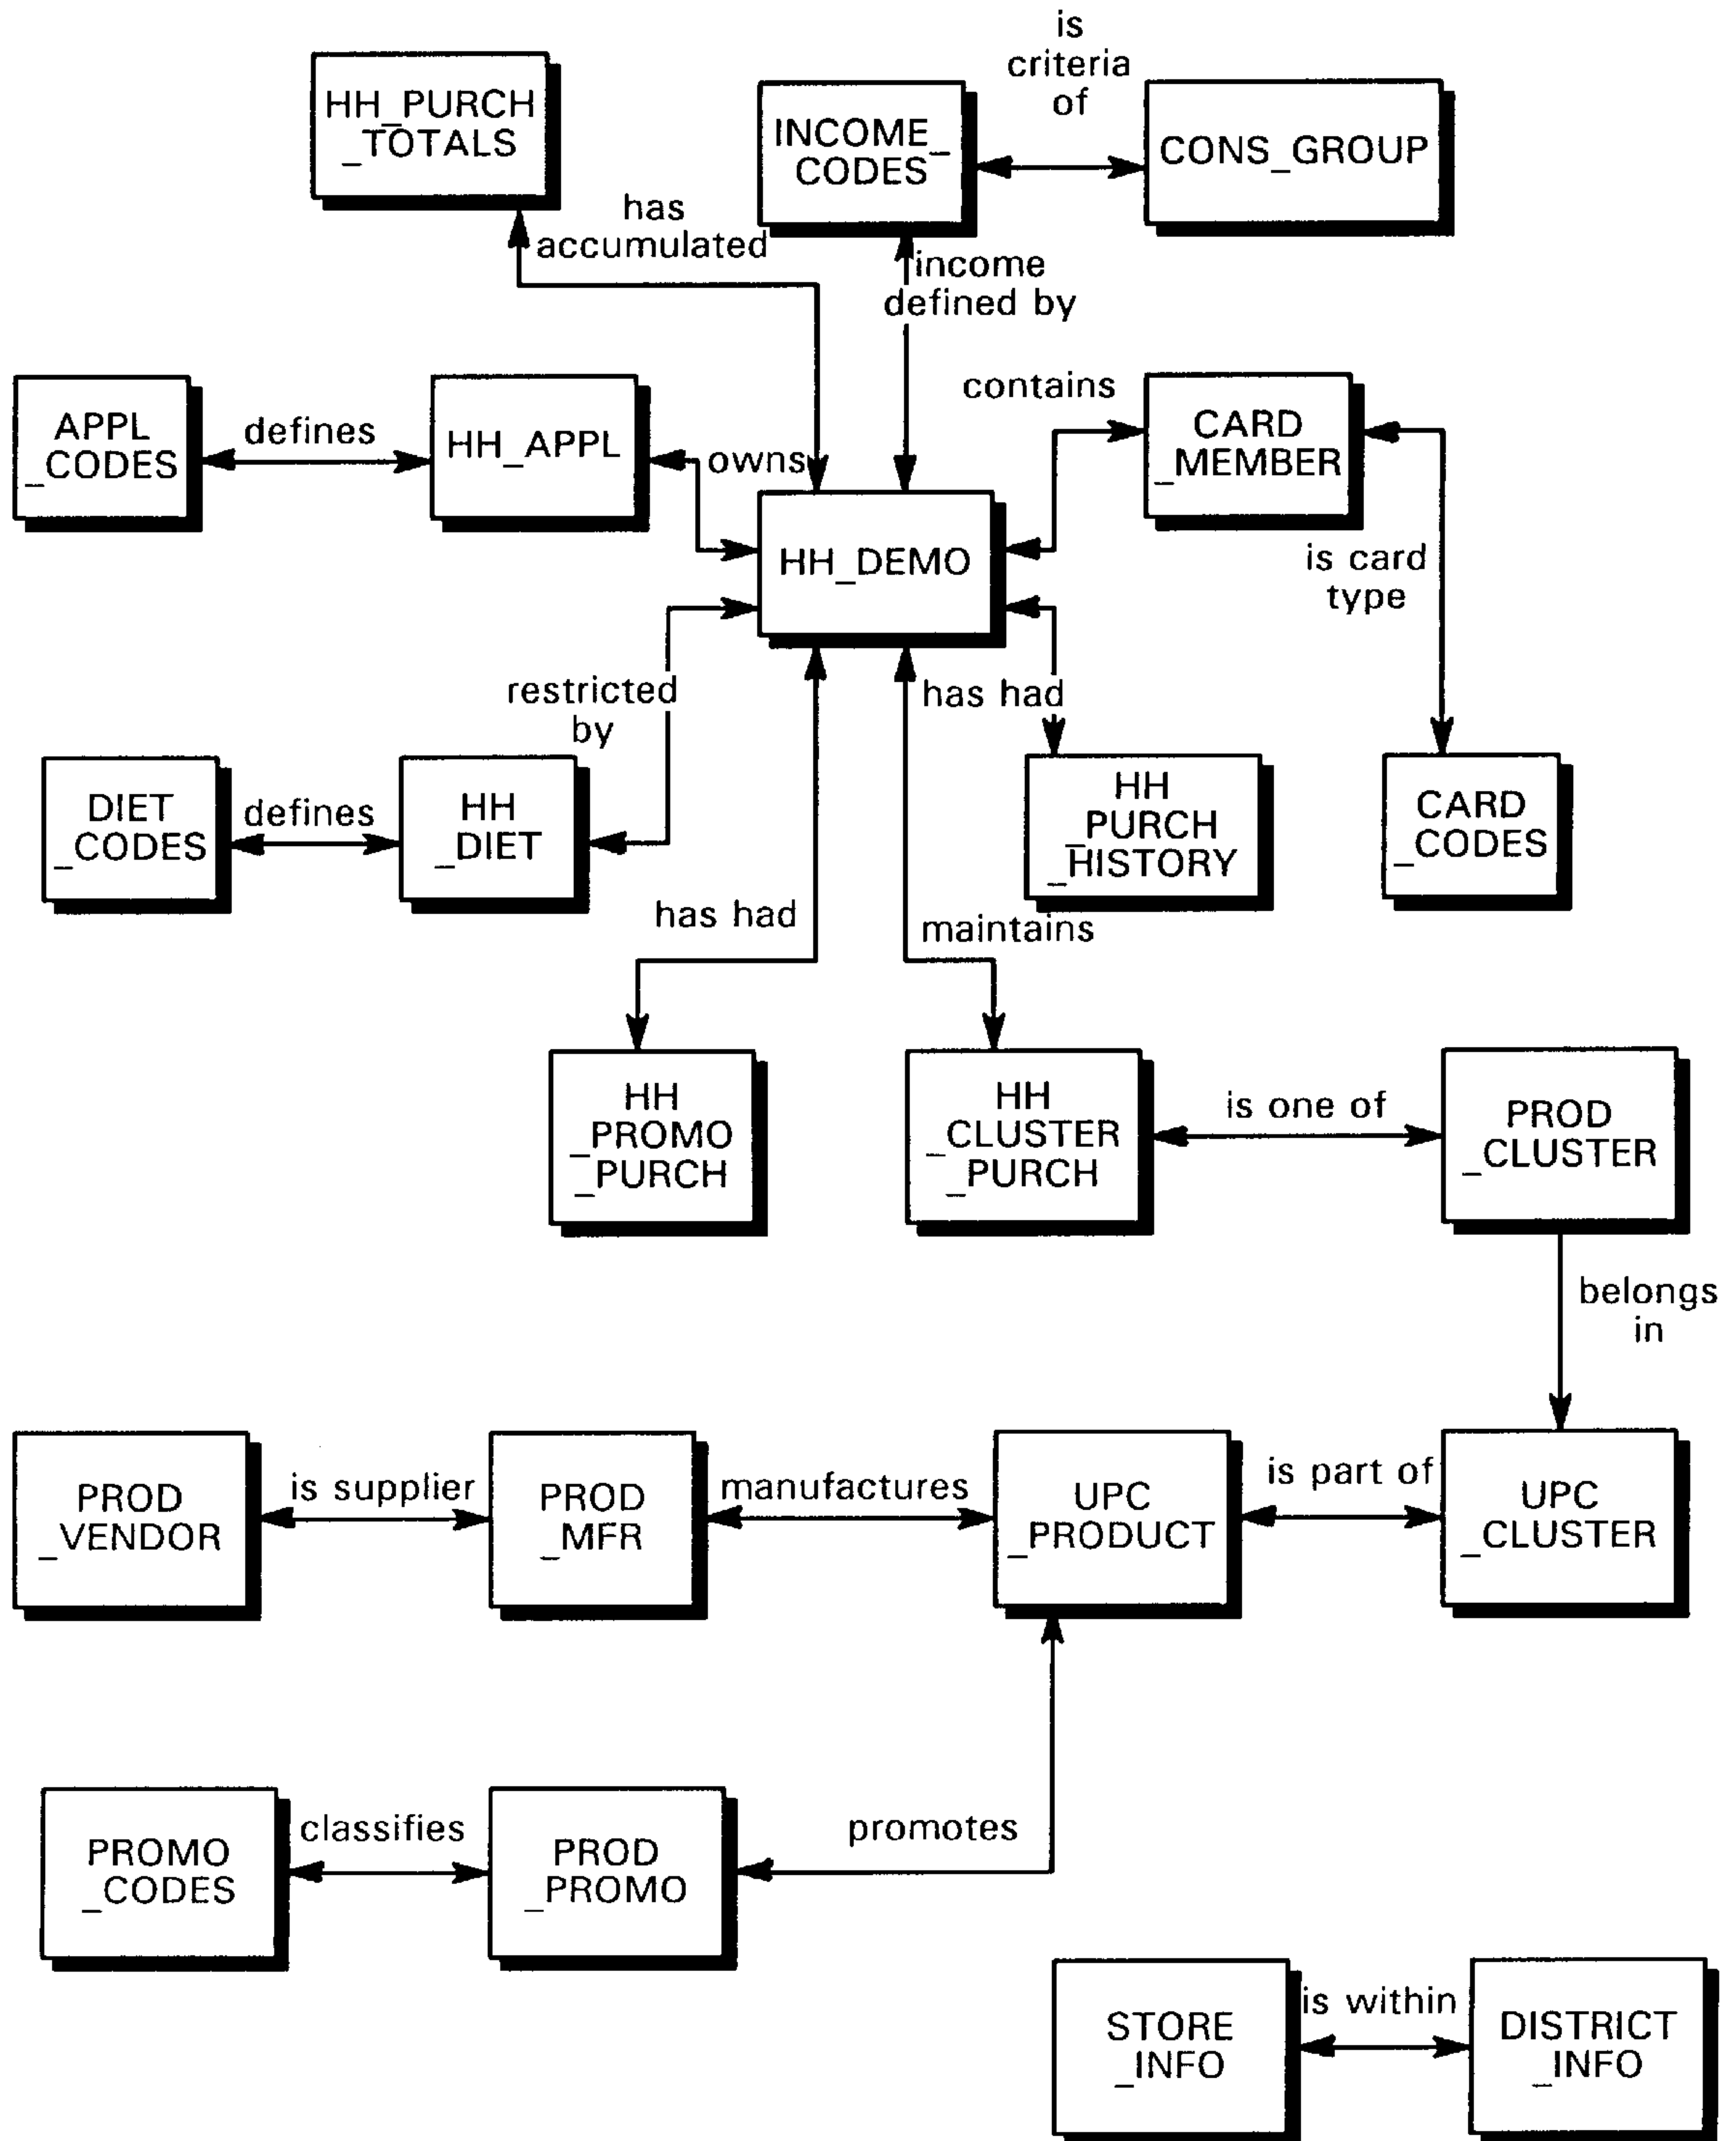 is
criteria
of
HH_PURCH
_TOTALS
INCOME_
CODES
CONS_GROUP
has
accumulated
income
defined by
contains
APPL
_CODES
defines
HH_APPL
owns
CARD
_MEMBER
HH_DEMO
is card
type
restricted
by
has had
DIET
_CODES
defines
HH
_DIET
HH
_PURCH
_HISTORY
CARD
_CODES
has had
maintains
HH
_PROMO
_PURCH
HH
_CLUSTER
_PURCH
is one of
PROD
_CLUSTER
belongs
in
PROD
_VENDOR
is supplier
PROD
_MFR
manufactures
UPC
_PRODUCT
is part of
UPC
_CLUSTER
PROMO
_CODES
classifies
PROD
_PROMO
promotes
STORE
_INFO
is within
DISTRICT
_INFO